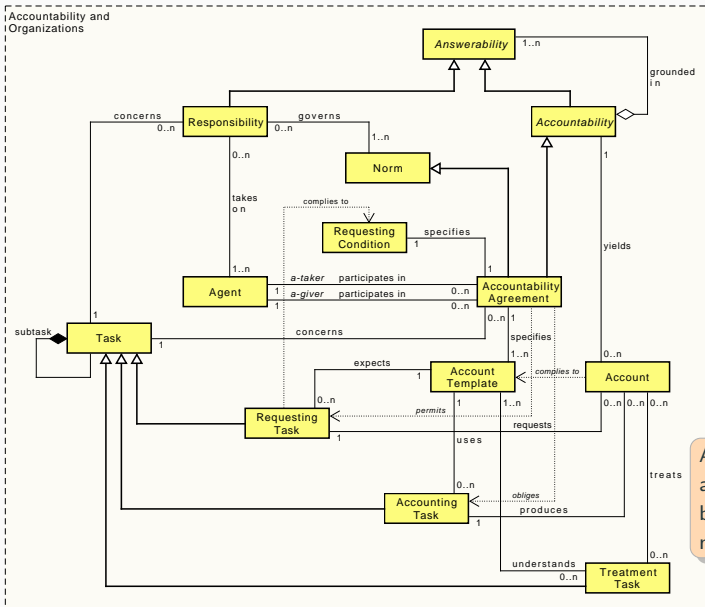 Accountability and
Organizations
Answerability
1..n
grounded
in
concerns
0..n
Responsibility
governs
0..n
1..n
Accountability
1
0..n
Norm
takes
on
complies to
Requesting
Condition
specifies
1
1
yields
1..n
Agent
a-taker participates in
1
0..n
a-giver participates in
1
0..n
Accountability
Agreement
1
subtask
Task
1
concerns
0..n
1
specifies
1..n
0..n
expects
1
Account
Template
complies to
Account
0..n
1
1..n
0..n
0..n
0..n
Requesting
Task
permits
1
requests
uses
treats
0..n
Accounting
Task
obliges
1
produces
understands
0..n
0..n
Treatment
Task
A
a
b